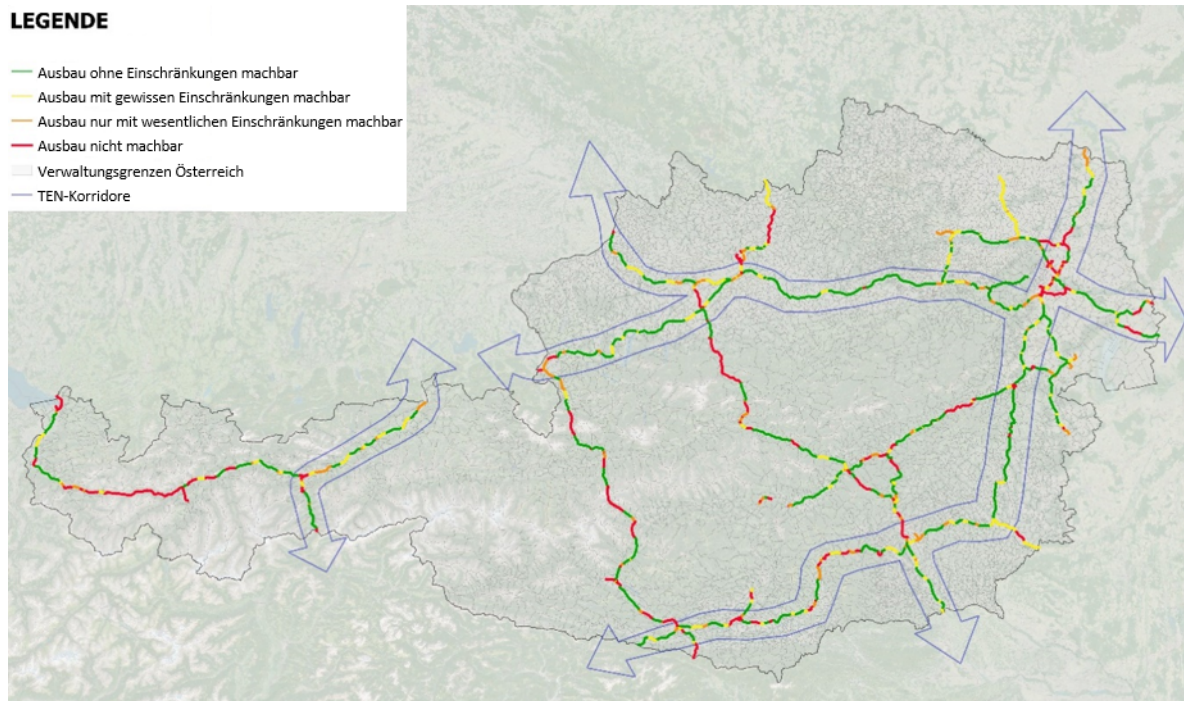 LEGENDE
Ausbau ohne Einschränkungen machbar
Ausbau mit gewissen Einschränkungen machbar
Ausbau nur mit wesentlichen Einschränkungen machbar
Ausbau nicht machbar
Verwaltungsgrenzen Österreich
TEN-Korridore